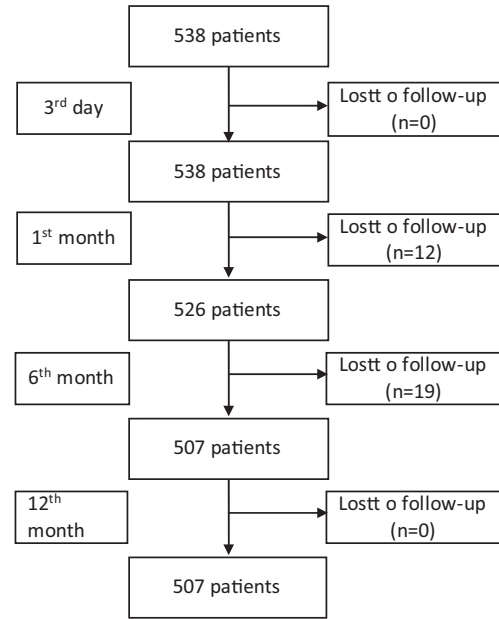 538 patients
3rd day
Lostt o follow-up
(n=0)
538 patients
1st month
Lostt o follow-up
(n=12)
526 patients
6th month
Lostt o follow-up
(n=19)
507 patients
12th
month
Lostt o follow-up
(n=0)
507 patients